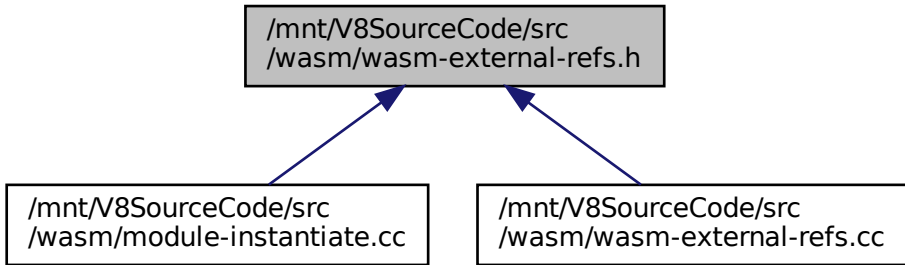 /mnt/V8SourceCode/src
/wasm/wasm-external-refs.h
/mnt/V8SourceCode/src
/wasm/module-instantiate.cc
/mnt/V8SourceCode/src
/wasm/wasm-external-refs.cc